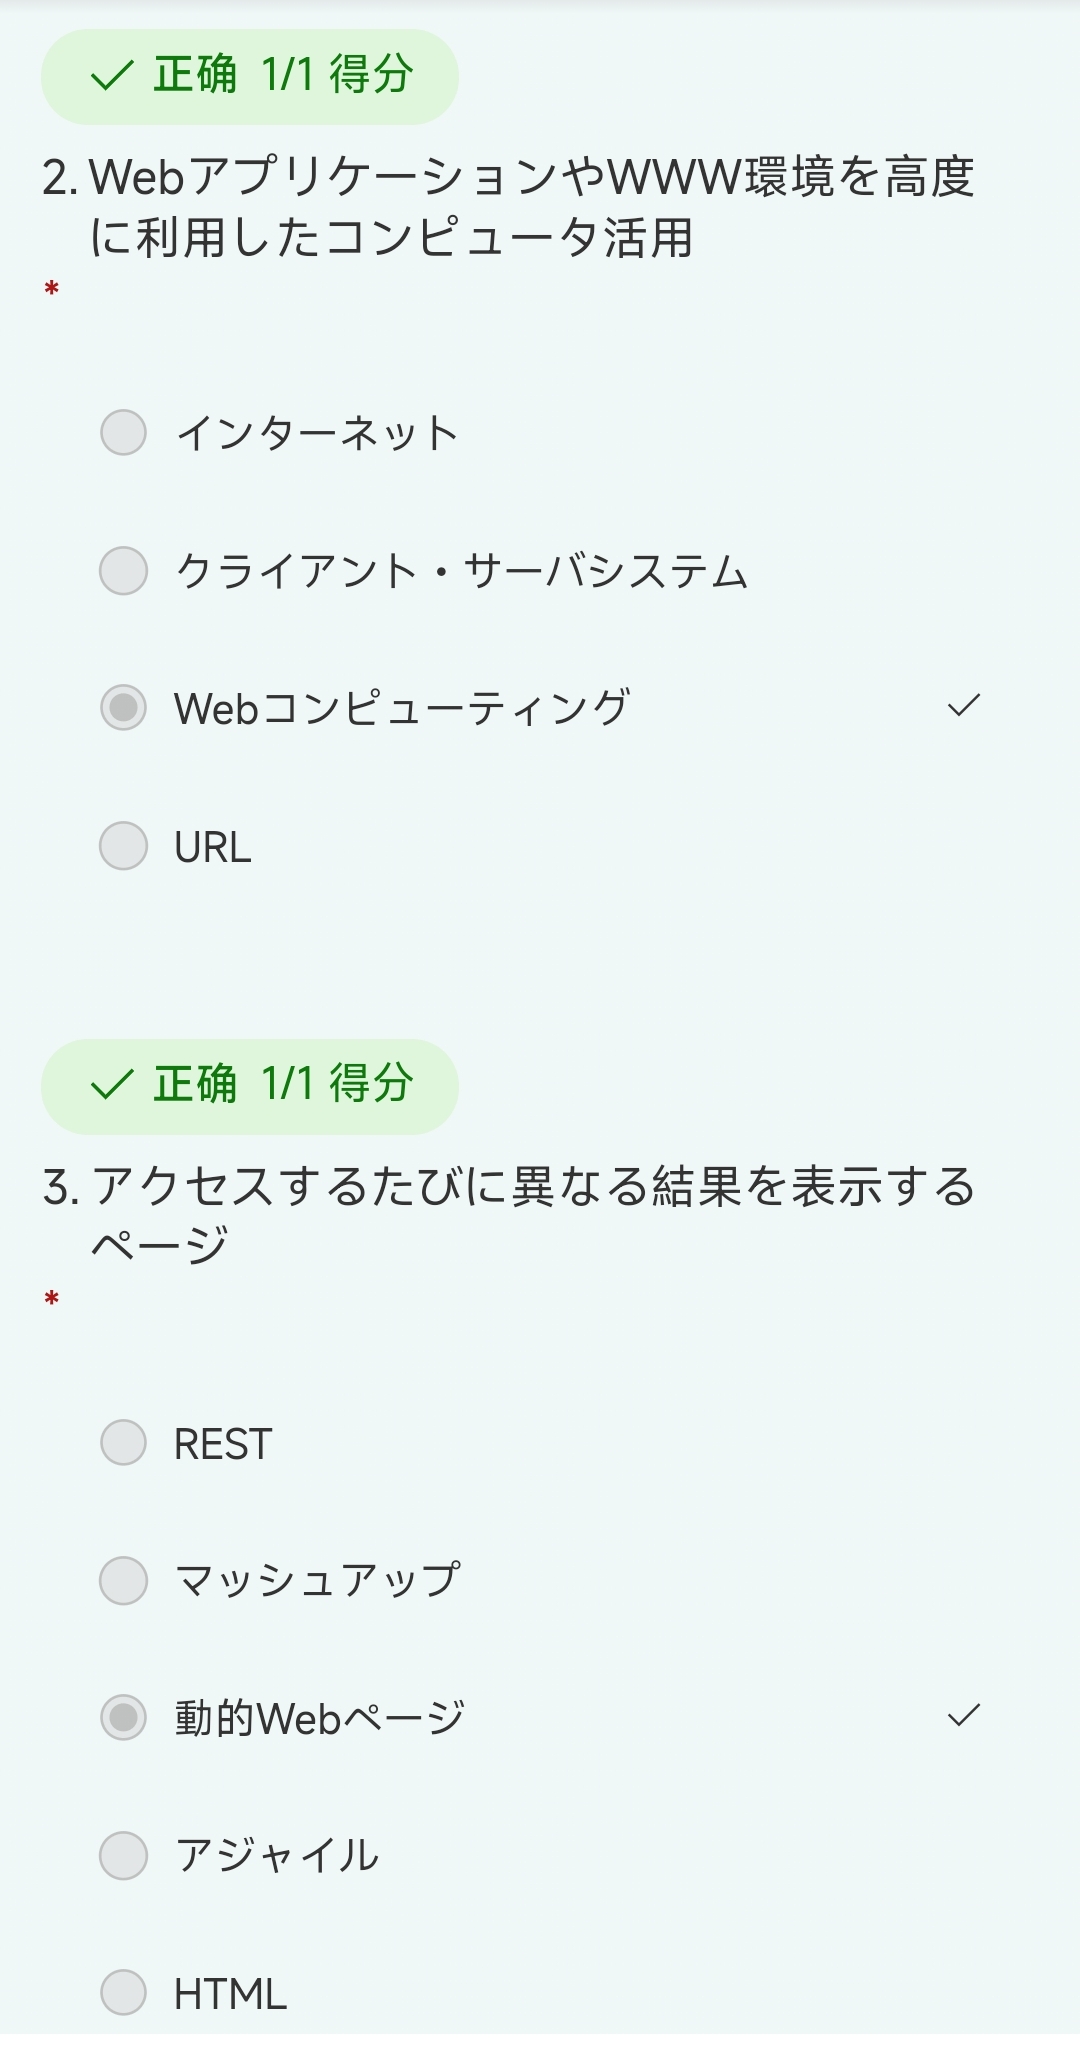 正确 1/1 得分
2. WebアプリケーションやWWW環境を高度
に利用したコンピュータ活用
*
インターネット
クライアント・サーバシステム
Webコンピューティング
URL
正确 1/1 得分
3. アクセスするたびに異なる結果を表示する
ページ
*
REST
マッシュアップ
動的Webページ
アジャイル
HTML